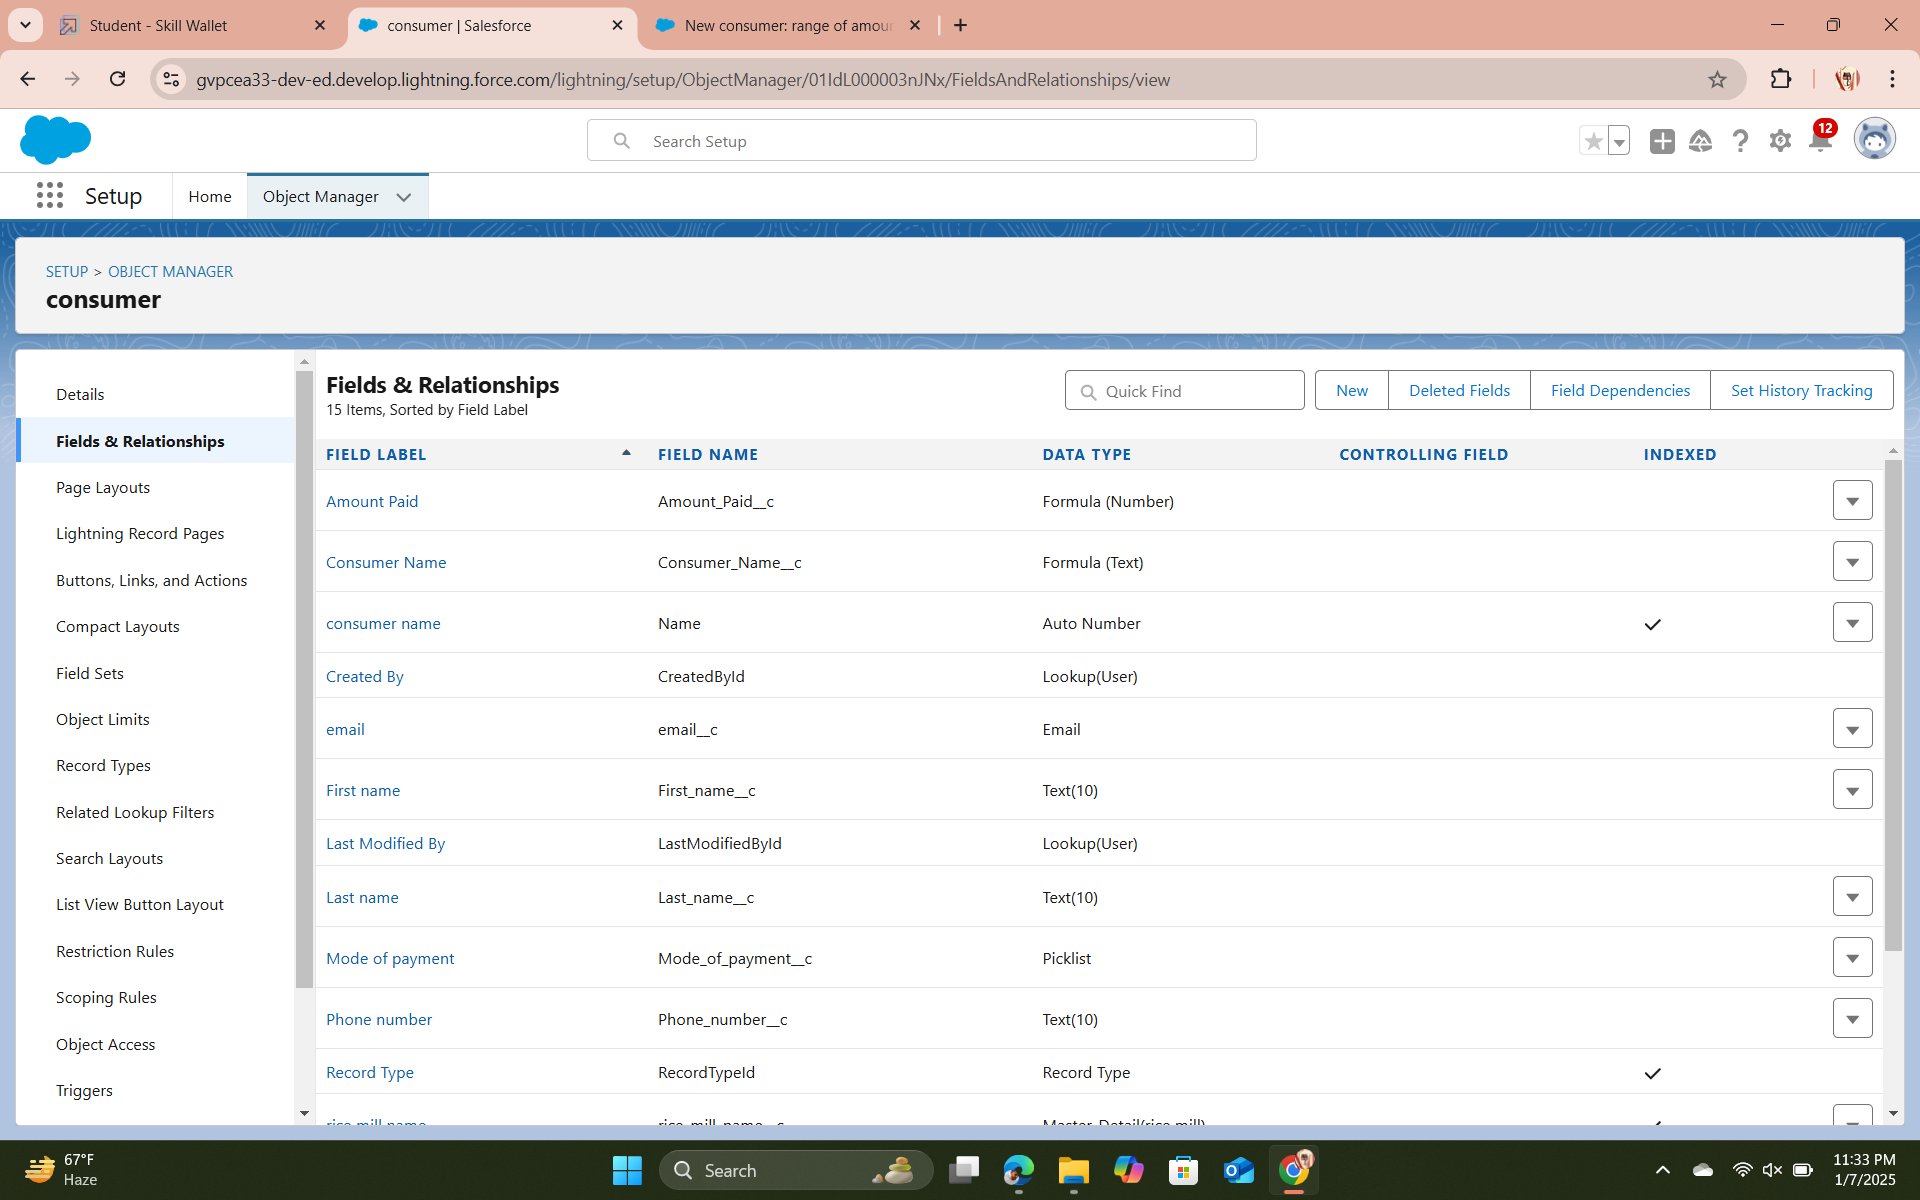 Student - Skill Wallet
consumer | Salesforce
New consumer: range of amour
gvpcea33-dev-ed.develop.lightning.force.com/lightning/setup/ObjectManager/01IdL000003nJNx/FieldsAndRelationships/view
Search Setup
12
Setup
Home
Object Manager
SETUP > OBJECT MANAGER
consumer
Details
Fields & Relationships
Page Layouts
Lightning Record Pages
Buttons, Links, and Actions
Compact Layouts
Field Sets
Object Limits
Record Types
Related Lookup Filters
Search Layouts
List View Button Layout
Restriction Rules
Scoping Rules
Object Access
Triggers
Fields & Relationships
15 Items, Sorted by Field Label
Quick Find
New
Deleted Fields
Field Dependencies
Set History Tracking
FIELD LABEL FIELD NAME DATA TYPE CONTROLLING FIELD INDEXED
Amount Paid Amount_Paid__c Formula (Number)
Consumer Name Consumer_Name__c Formula (Text)
consumer name Name Auto Number
Created By CreatedById Lookup(User)
email email__c Email
First name First_name__c Text(10)
Last Modified By LastModifiedById Lookup(User)
Last name Last_name__c Text(10)
Mode of payment Mode_of_payment__c Picklist
Phone number Phone_number__c Text(10)
Record Type RecordTypeId Record Type
rice mill name rice_mill_name__c Master-Detail(rice mill)
67°F
Haze
Search
11:33 PM
1/7/2025